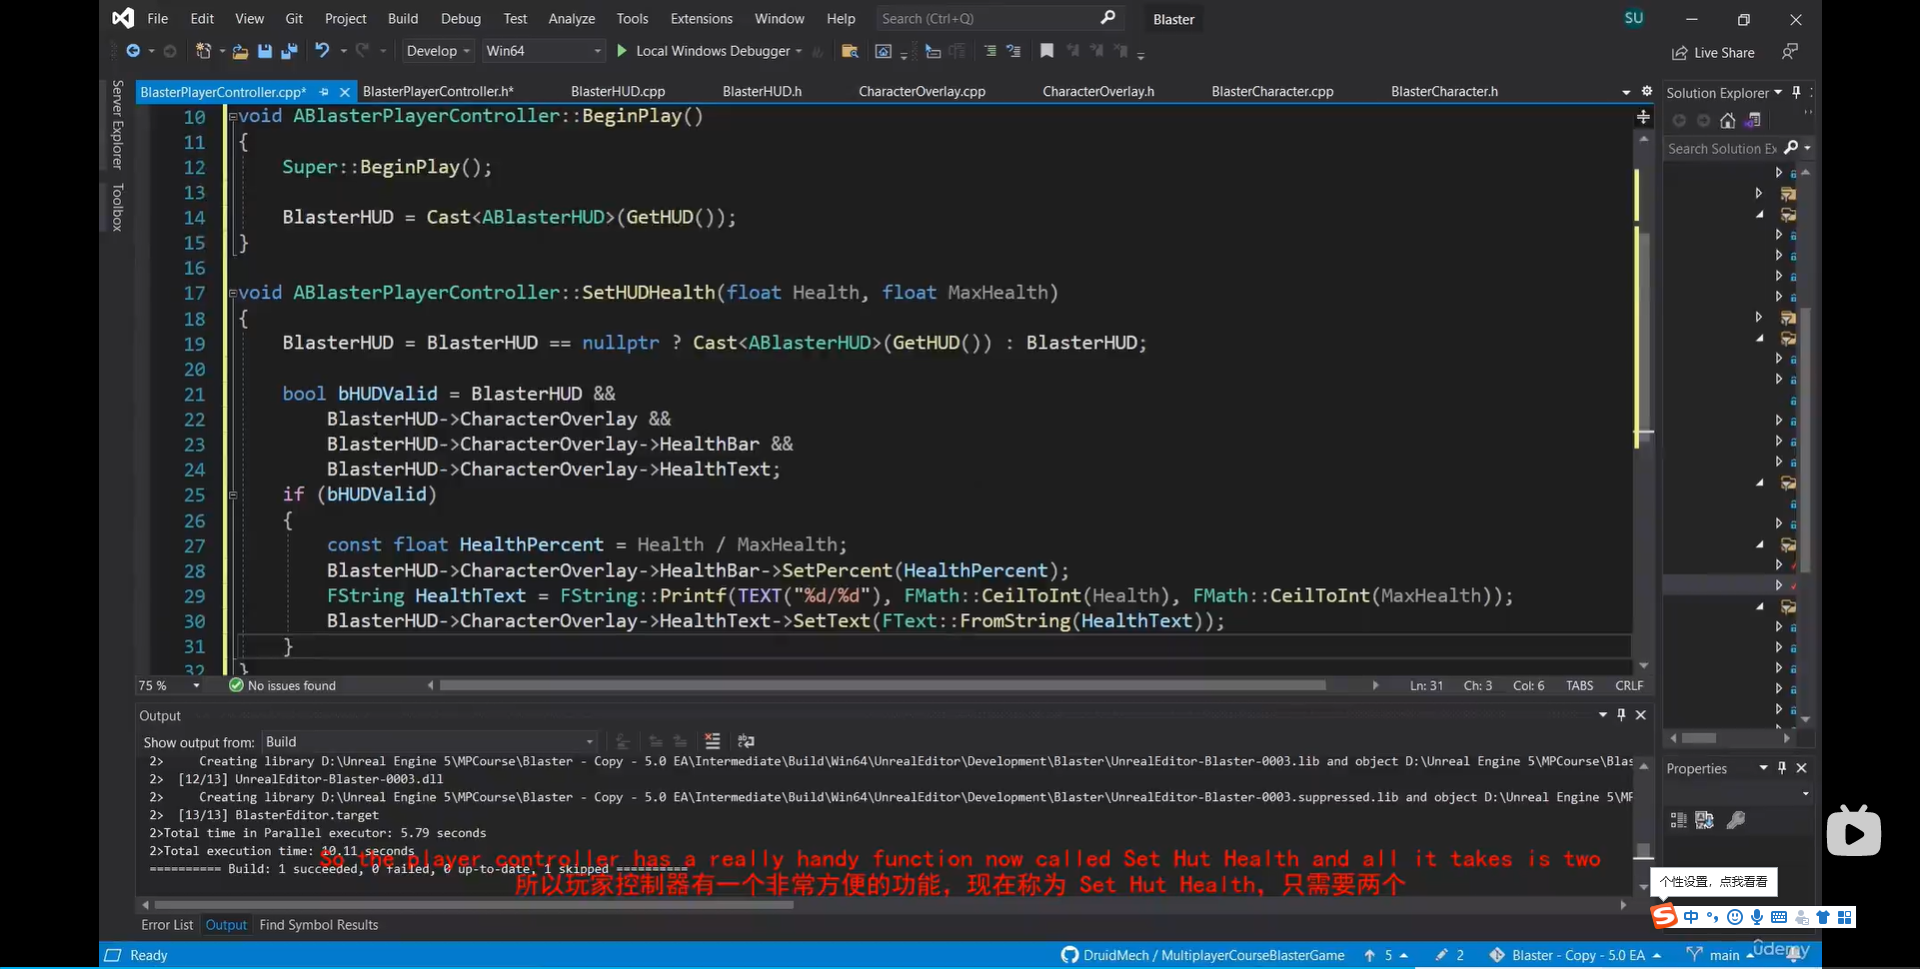 File Edit View Git Project Build Debug Test Analyze Tools Extensions Window Help Search (Ctrl+Q) Blaster SU
Develop Win64 Local Windows Debugger Live Share
Server Explorer
Toolbox
BlasterPlayerController.cpp* BlasterPlayerController.h* BlasterHUD.cpp BlasterHUD.h CharacterOverlay.cpp CharacterOverlay.h BlasterCharacter.cpp BlasterCharacter.h
10 void ABlasterPlayerController::BeginPlay()
11 {
12 Super::BeginPlay();
13
14 BlasterHUD = Cast<ABlasterHUD>(GetHUD());
15 }
16
17 void ABlasterPlayerController::SetHUDHealth(float Health, float MaxHealth)
18 {
19 BlasterHUD = BlasterHUD == nullptr ? Cast<ABlasterHUD>(GetHUD()) : BlasterHUD;
20
21 bool bHUDValid = BlasterHUD &&
22 BlasterHUD->CharacterOverlay &&
23 BlasterHUD->CharacterOverlay->HealthBar &&
24 BlasterHUD->CharacterOverlay->HealthText;
25 if (bHUDValid)
26 {
27 const float HealthPercent = Health / MaxHealth;
28 BlasterHUD->CharacterOverlay->HealthBar->SetPercent(HealthPercent);
29 FString HealthText = FString::Printf(TEXT("%d/%d"), FMath::CeilToInt(Health), FMath::CeilToInt(MaxHealth));
30 BlasterHUD->CharacterOverlay->HealthText->SetText(FText::FromString(HealthText));
31 }
32 }
75 % No issues found Ln: 31 Ch: 3 Col: 6 TABS CRLF
Solution Explorer
Search Solution Ex
Output
Show output from: Build
2> Creating library D:\Unreal Engine 5\MPCourse\Blaster - Copy - 5.0 EA\Intermediate\Build\Win64\UnrealEditor\Development\Blaster\UnrealEditor-Blaster-0003.lib and object D:\Unreal Engine 5\MPCourse\Blas
2> [12/13] UnrealEditor-Blaster-0003.dll
2> Creating library D:\Unreal Engine 5\MPCourse\Blaster - Copy - 5.0 EA\Intermediate\Build\Win64\UnrealEditor\Development\Blaster\UnrealEditor-Blaster-0003.suppressed.lib and object D:\Unreal Engine 5\M
2> [13/13] BlasterEditor.target
2>Total time in Parallel executor: 5.79 seconds
2>Total execution time: 10.11 seconds
========== Build: 1 succeeded, 0 failed, 0 up-to-date, 1 skipped ==========
So the player controller has a really handy function now called Set Hut Health and all it takes is two
所以玩家控制器有一个非常方便的功能，现在称为 Set Hut Health，只需要两个
Properties
个性设置，点我看看
中
Error List Output Find Symbol Results
Ready DruidMech / MultiplayerCourseBlasterGame 5 2 Blaster - Copy - 5.0 EA main
udemy